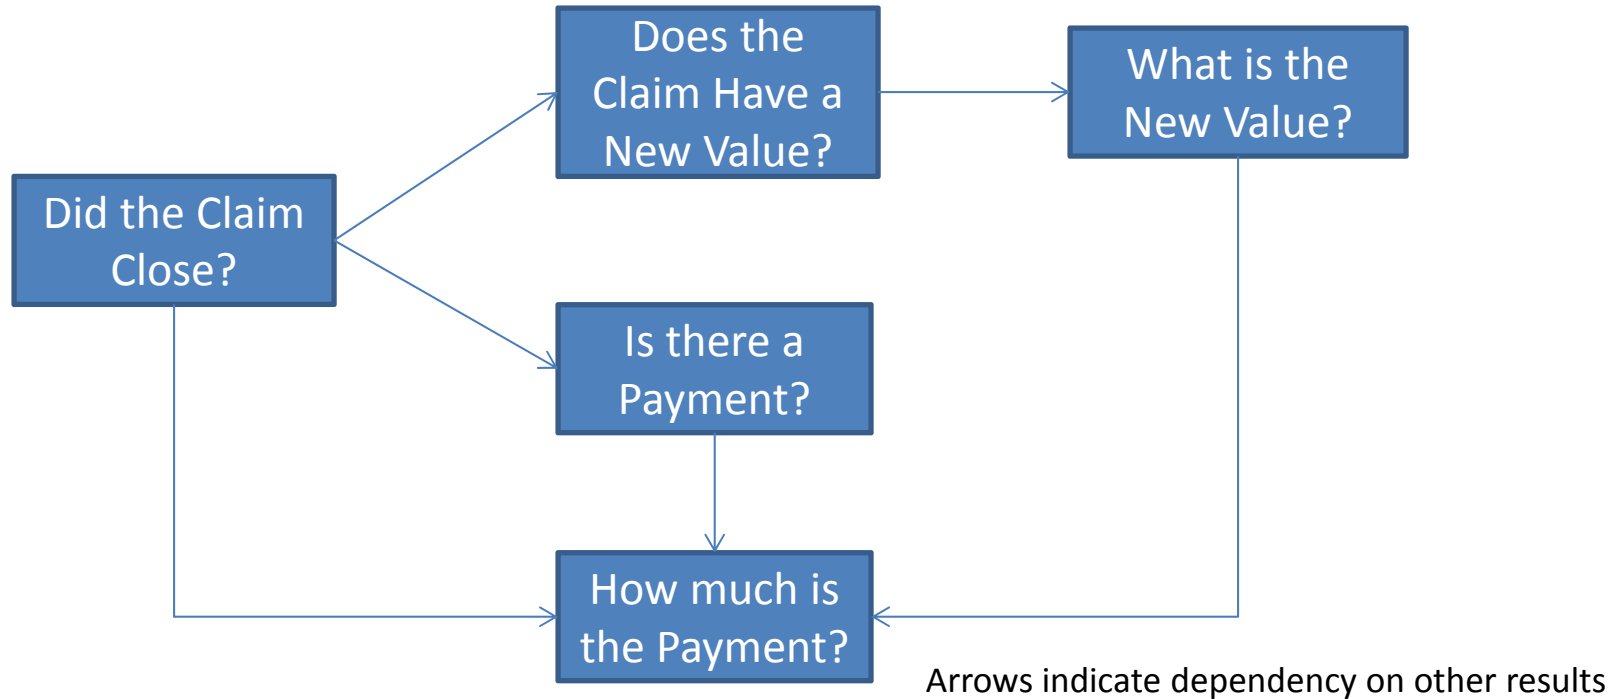 Does the
Claim Have a
New Value?
What is the
New Value?
Did the Claim
Close?
Is there a
Payment?
How much is
the Payment?
Arrows indicate dependency on other results